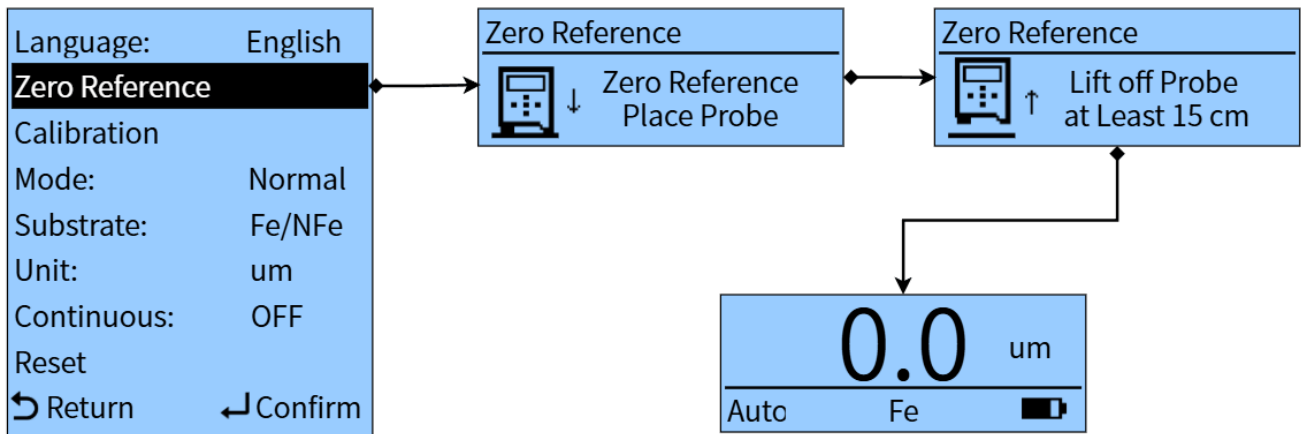 Language: English
Zero Reference
Calibration
Mode: Normal
Substrate: Fe/NFe
Unit: um
Continuous: OFF
Reset
Return Confirm
Zero Reference
Zero Reference
Place Probe
Zero Reference
Lift off Probe
at Least 15 cm
0.0 um
Auto Fe